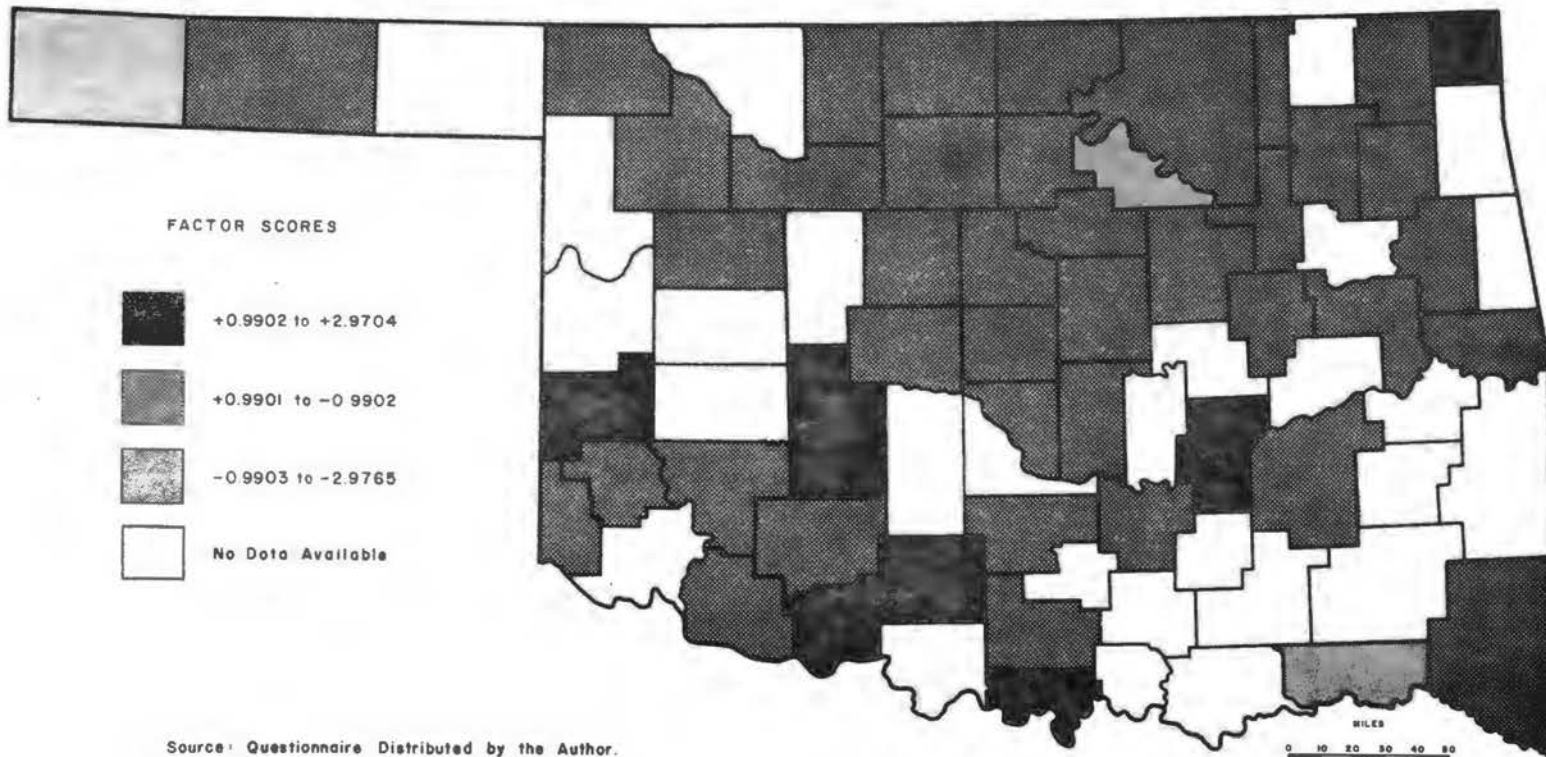 FACTOR SCORES
+0.9902 to +2.9704
+0.9901 to -0.9902
-0.9903 to -2.9765
No Data Available
Source: Questionnaire Distributed by the Author.
MILES
0 10 20 30 40 50